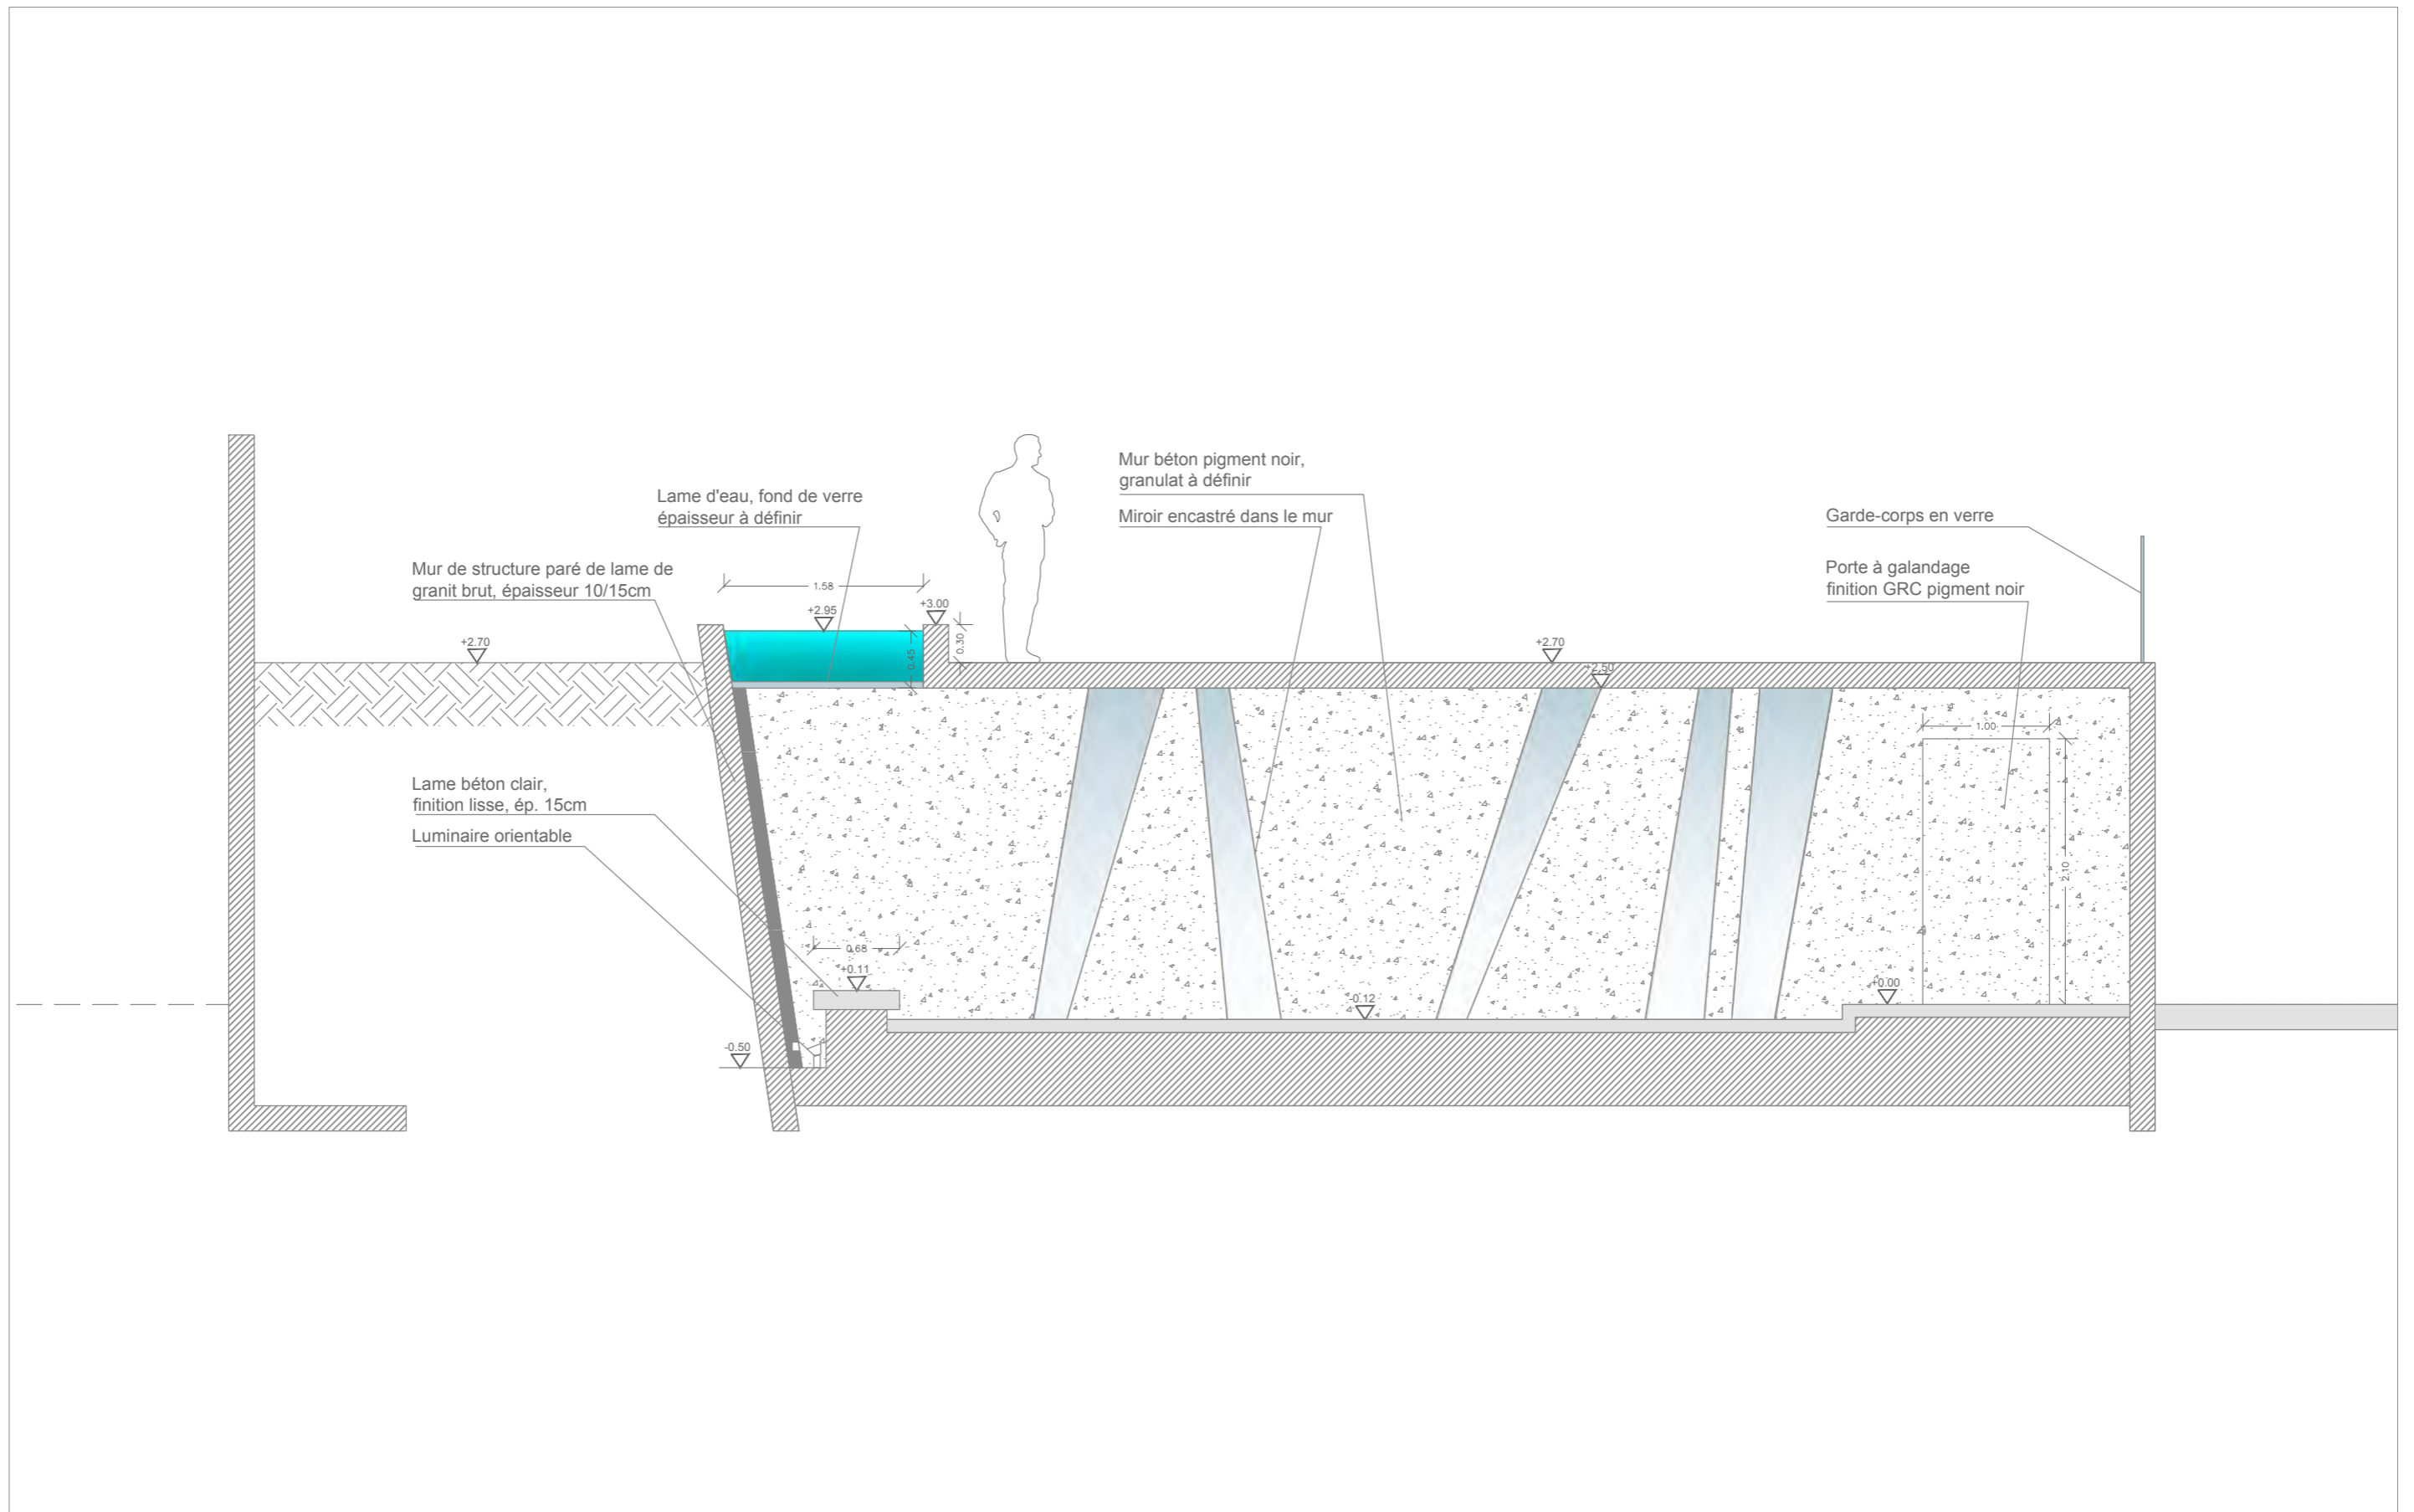 Mur béton pigment noir,
granulat à définir
Miroir encastré dans le mur
Lame d'eau, fond de verre
épaisseur à définir
Garde-corps en verre
Mur de structure paré de lame de
granit brut, épaisseur 10/15cm
Porte à galandage
finition GRC pigment noir
1.58
+2.95
+3.00
0.30
0.45
+2.70
+2.70
+2.50
1.00
2.10
Lame béton clair,
finition lisse, ép. 15cm
Luminaire orientable
0.68
+0.11
+0.00
-0.12
-0.50